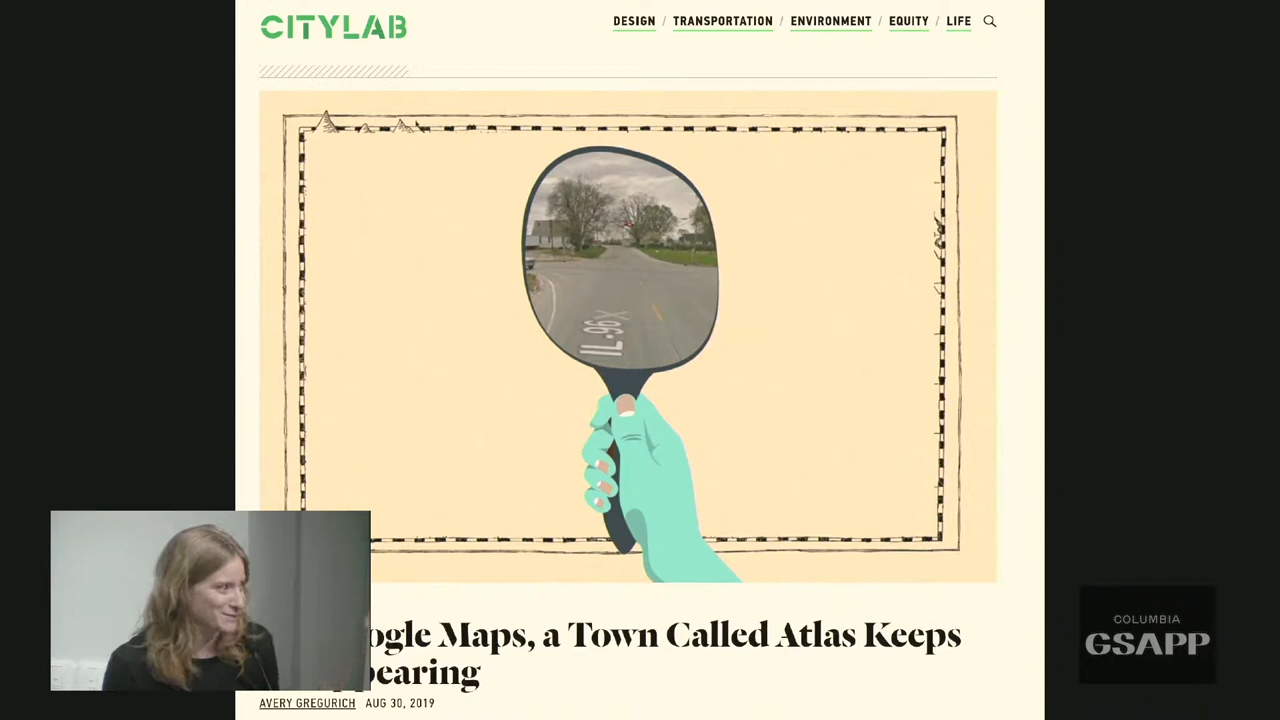 CITYLAB
DESIGN / TRANSPORTATION / ENVIRONMENT / EQUITY / LIFE
IL-96X
ogle Maps, a Town Called Atlas Keeps
pearing
AVERY GREGURICH AUG 30, 2019
COLUMBIA
GSAPP